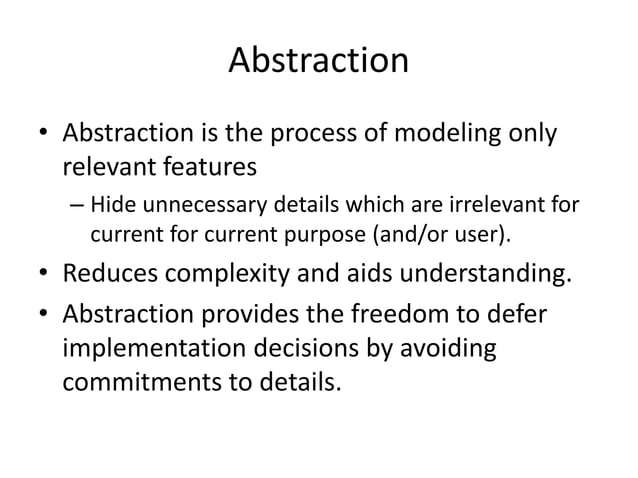 Abstraction
• Abstraction is the process of modeling only
relevant features
– Hide unnecessary details which are irrelevant for
current for current purpose (and/or user).
• Reduces complexity and aids understanding.
• Abstraction provides the freedom to defer
implementation decisions by avoiding
commitments to details.